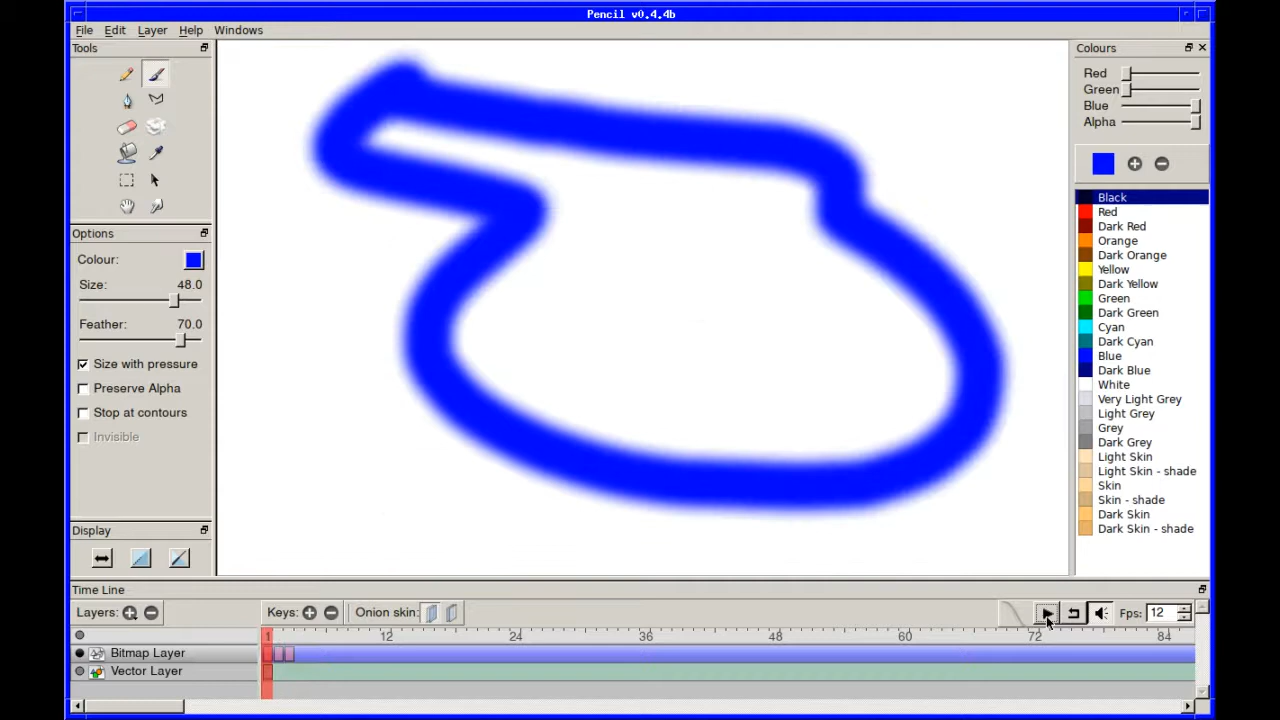 Pencil v0.4.4b
File Edit Layer Help Windows
Tools
Options
Colour:
Size: 48.0
Feather: 70.0
Size with pressure
Preserve Alpha
Stop at contours
Invisible
Display
Colours
Red
Green
Blue
Alpha
Black
Red
Dark Red
Orange
Dark Orange
Yellow
Dark Yellow
Green
Dark Green
Cyan
Dark Cyan
Blue
Dark Blue
White
Very Light Grey
Light Grey
Grey
Dark Grey
Light Skin
Light Skin - shade
Skin
Skin - shade
Dark Skin
Dark Skin - shade
Time Line
Layers: Keys: Onion skin: Fps: 12
1 12 24 36 48 60 72 84
Bitmap Layer
Vector Layer